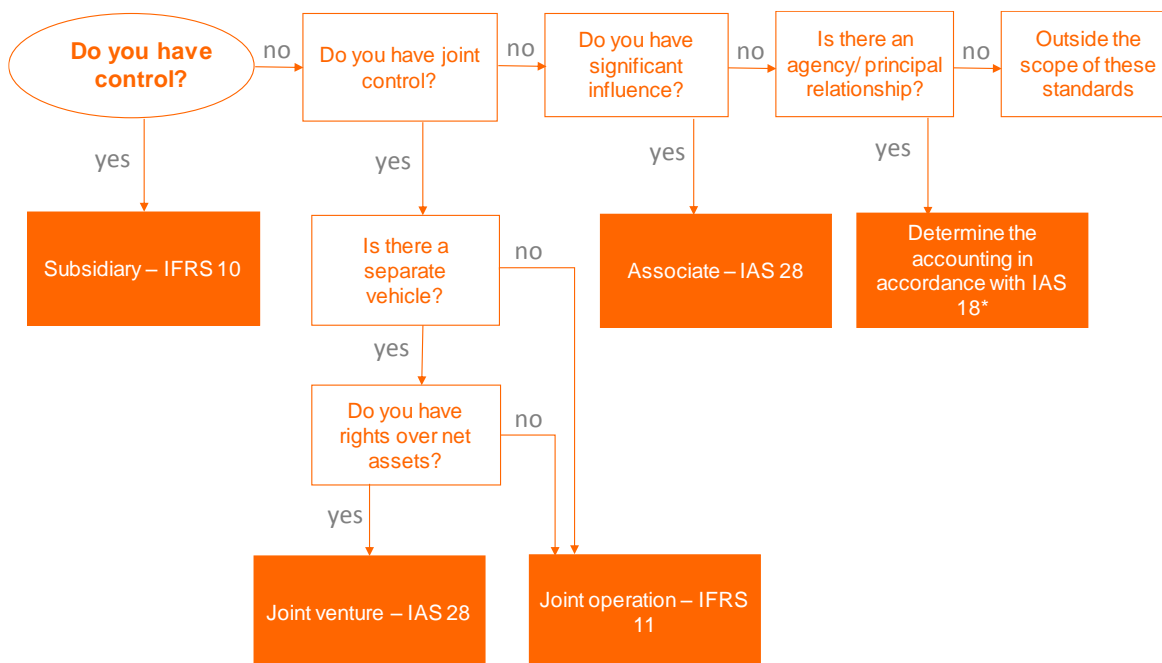 Do you have
control?
no
Do you have joint
control?
no
Do you have
significant
influence?
no
Is there an
agency/ principal
relationship?
no
Outside the
scope of these
standards
yes
yes
yes
yes
Subsidiary – IFRS 10
Is there a
separate
vehicle?
no
Associate – IAS 28
Determine the
accounting in
accordance with IAS
18*
yes
Do you have
rights over net
assets?
no
yes
Joint venture – IAS 28
Joint operation – IFRS
11